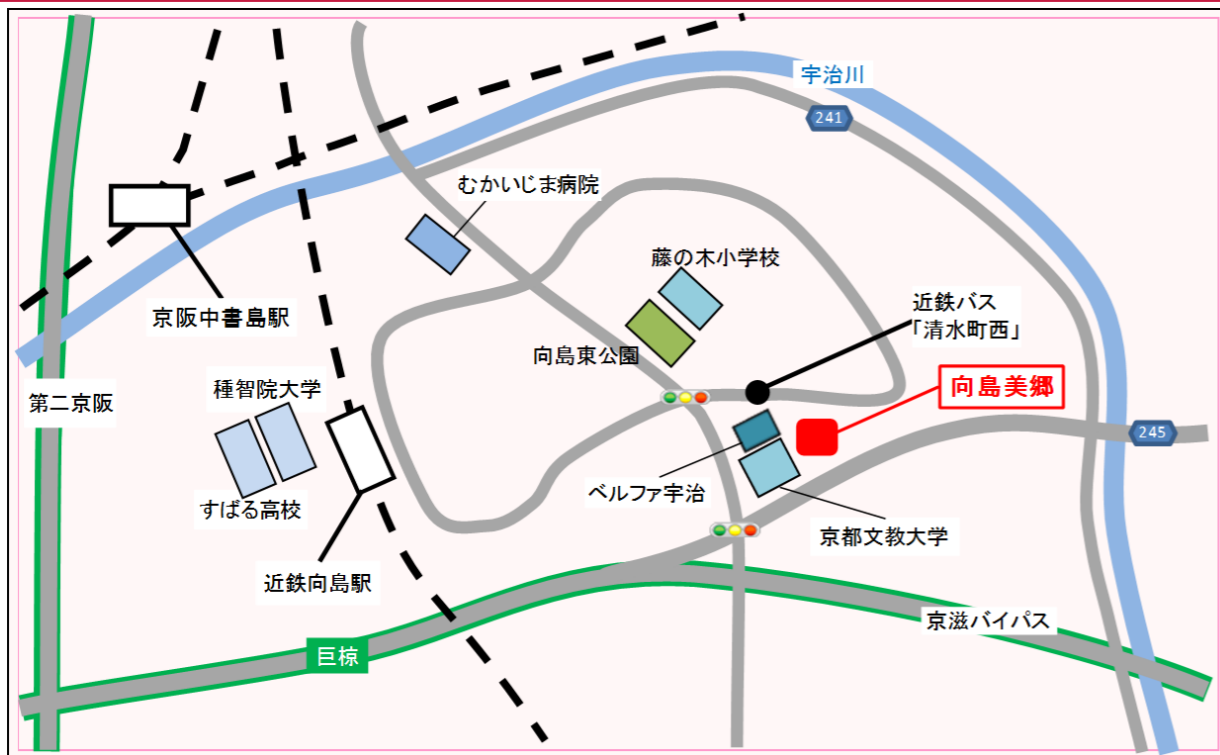 宇治川
241
むかいじま病院
藤の木小学校
近鉄バス
「清水町西」
京阪中書島駅
向島東公園
向島美郷
種智院大学
第二京阪
245
ベルファ宇治
すばる高校
京都文教大学
近鉄向島駅
京滋バイパス
巨椋